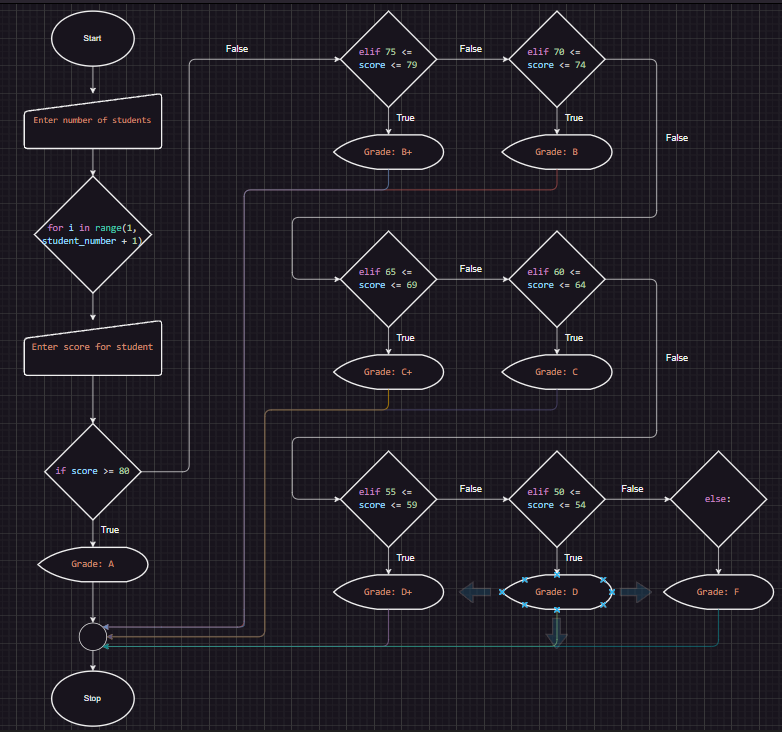 Start
Enter number of students
for i in range(1,
student_number + 1)
Enter score for student
if score >= 80
True
Grade: A
Stop
False
elif 75 <=
score <= 79
False
elif 70 <=
score <= 74
True
True
False
Grade: B+
Grade: B
elif 65 <=
score <= 69
False
elif 60 <=
score <= 64
True
True
False
Grade: C+
Grade: C
elif 55 <=
score <= 59
False
elif 50 <=
score <= 54
False
else:
True
True
Grade: D+
Grade: D
Grade: F